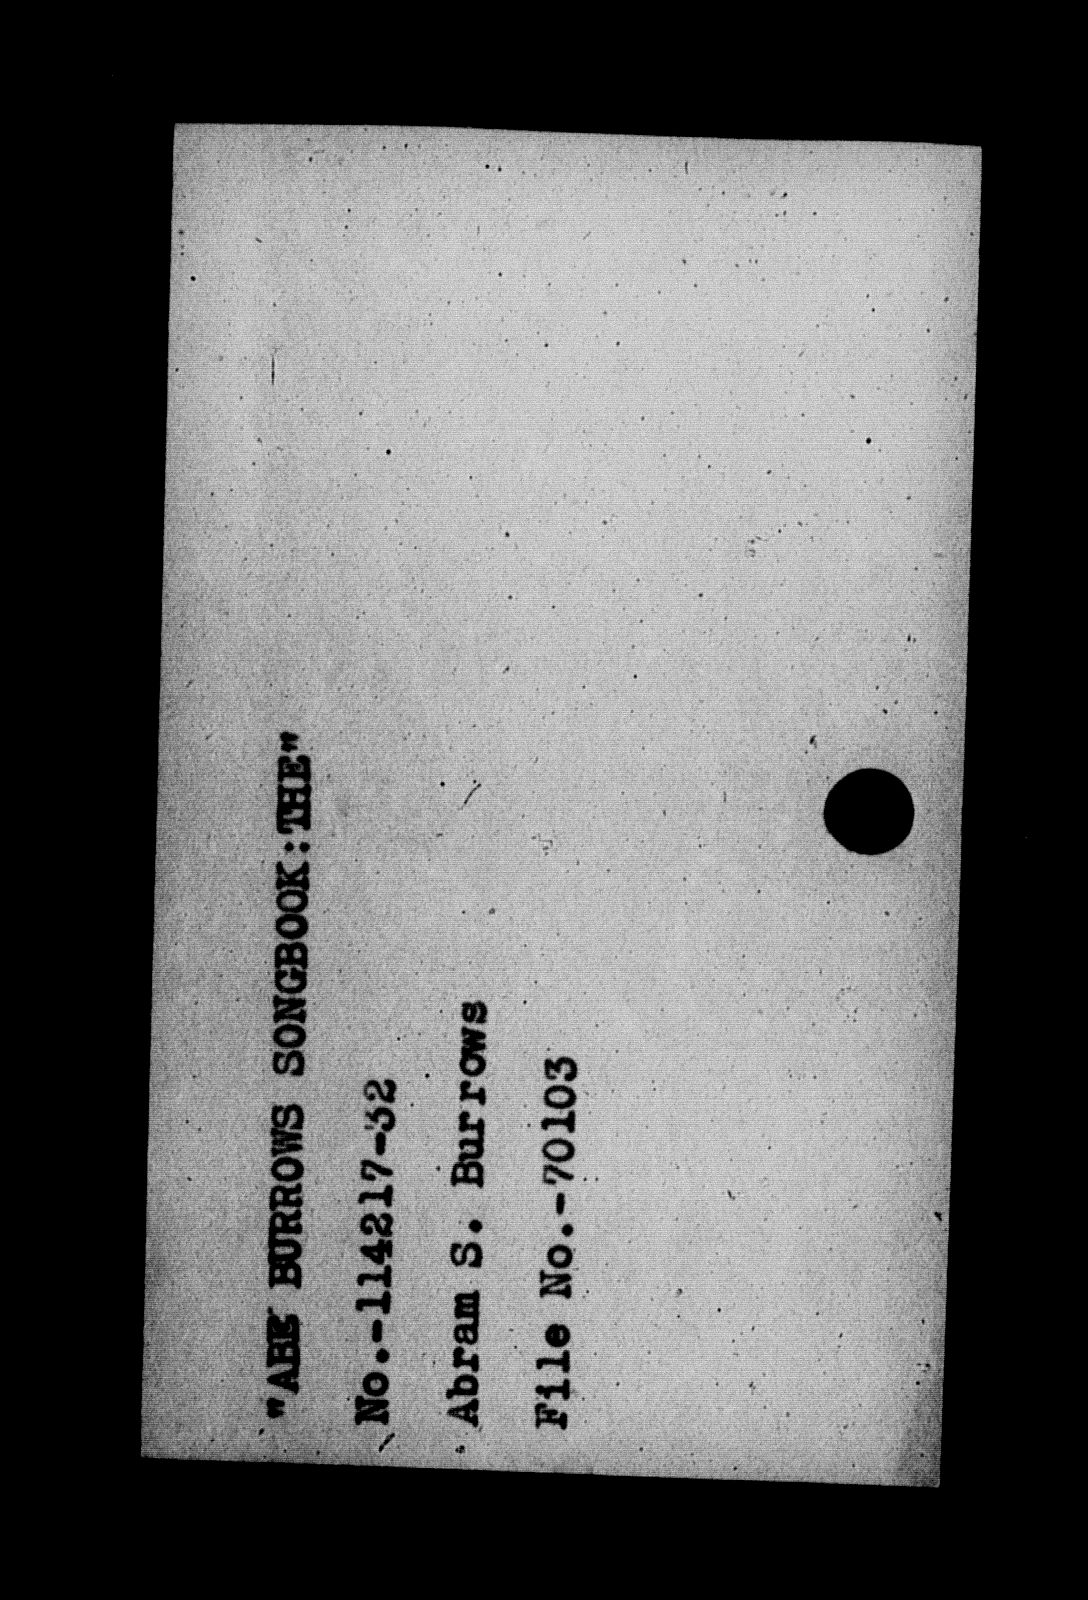 "ABE BURROWS SONGBOOK:THE"
No.-114217-32
Abram S. Burrows
File No.-70103